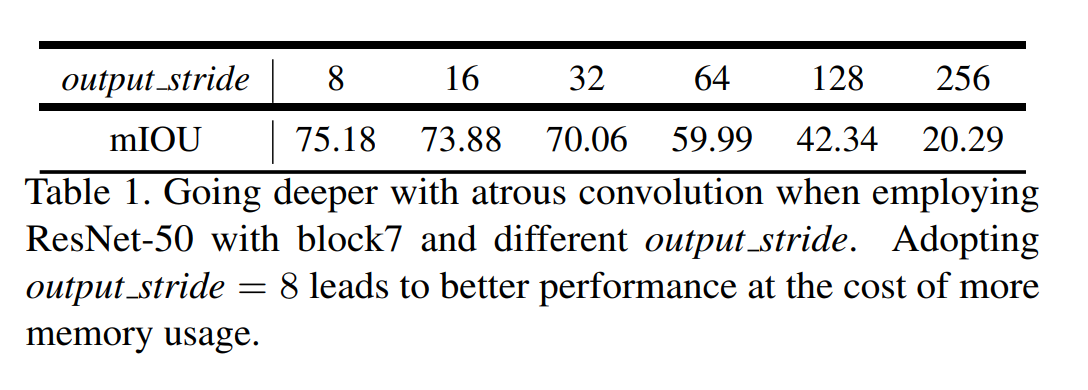 output_stride 8 16 32 64 128 256
mIOU 75.18 73.88 70.06 59.99 42.34 20.29
Table 1. Going deeper with atrous convolution when employing
ResNet-50 with block7 and different output_stride. Adopting
output_stride = 8 leads to better performance at the cost of more
memory usage.